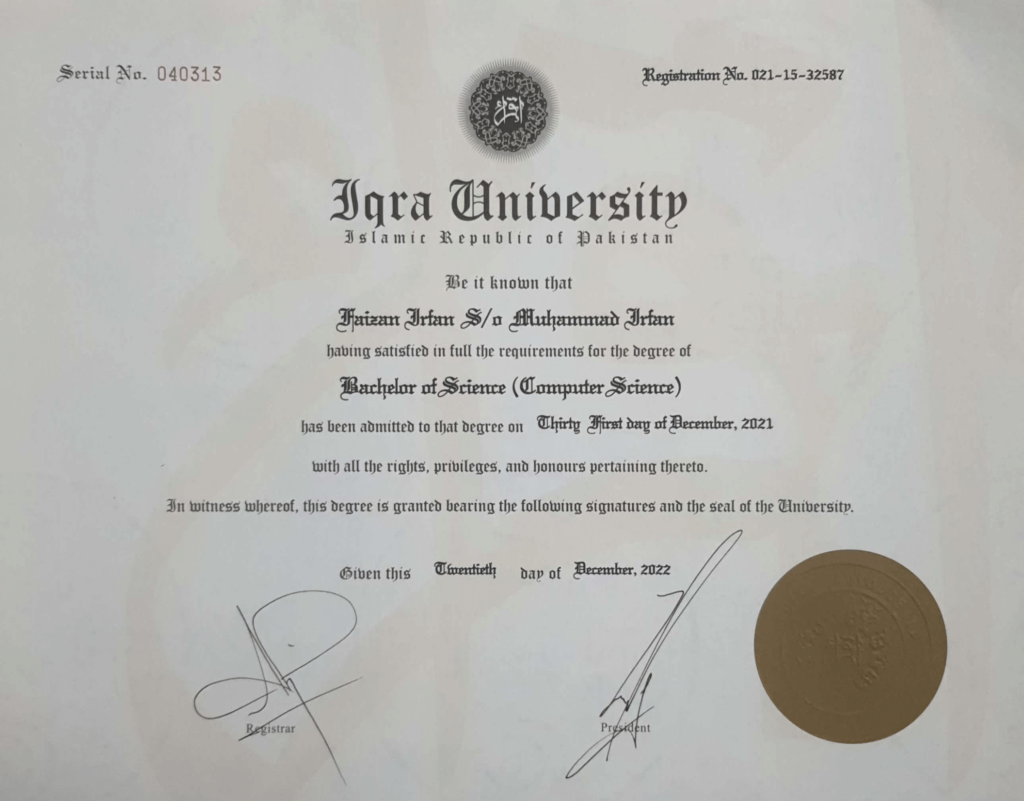 Serial No. 040313
Registration No. 021-15-32587
اقرا
Iqra University
Islamic Republic of Pakistan
Be it known that
Faizan Irfan S/o Muhammad Irfan
having satisfied in full the requirements for the degree of
Bachelor of Science (Computer Science)
has been admitted to that degree on Thirty First day of December, 2021
with all the rights, privileges, and honours pertaining thereto.
In witness whereof, this degree is granted bearing the following signatures and the seal of the University.
Given this Twentieth day of December, 2022
Registrar
President